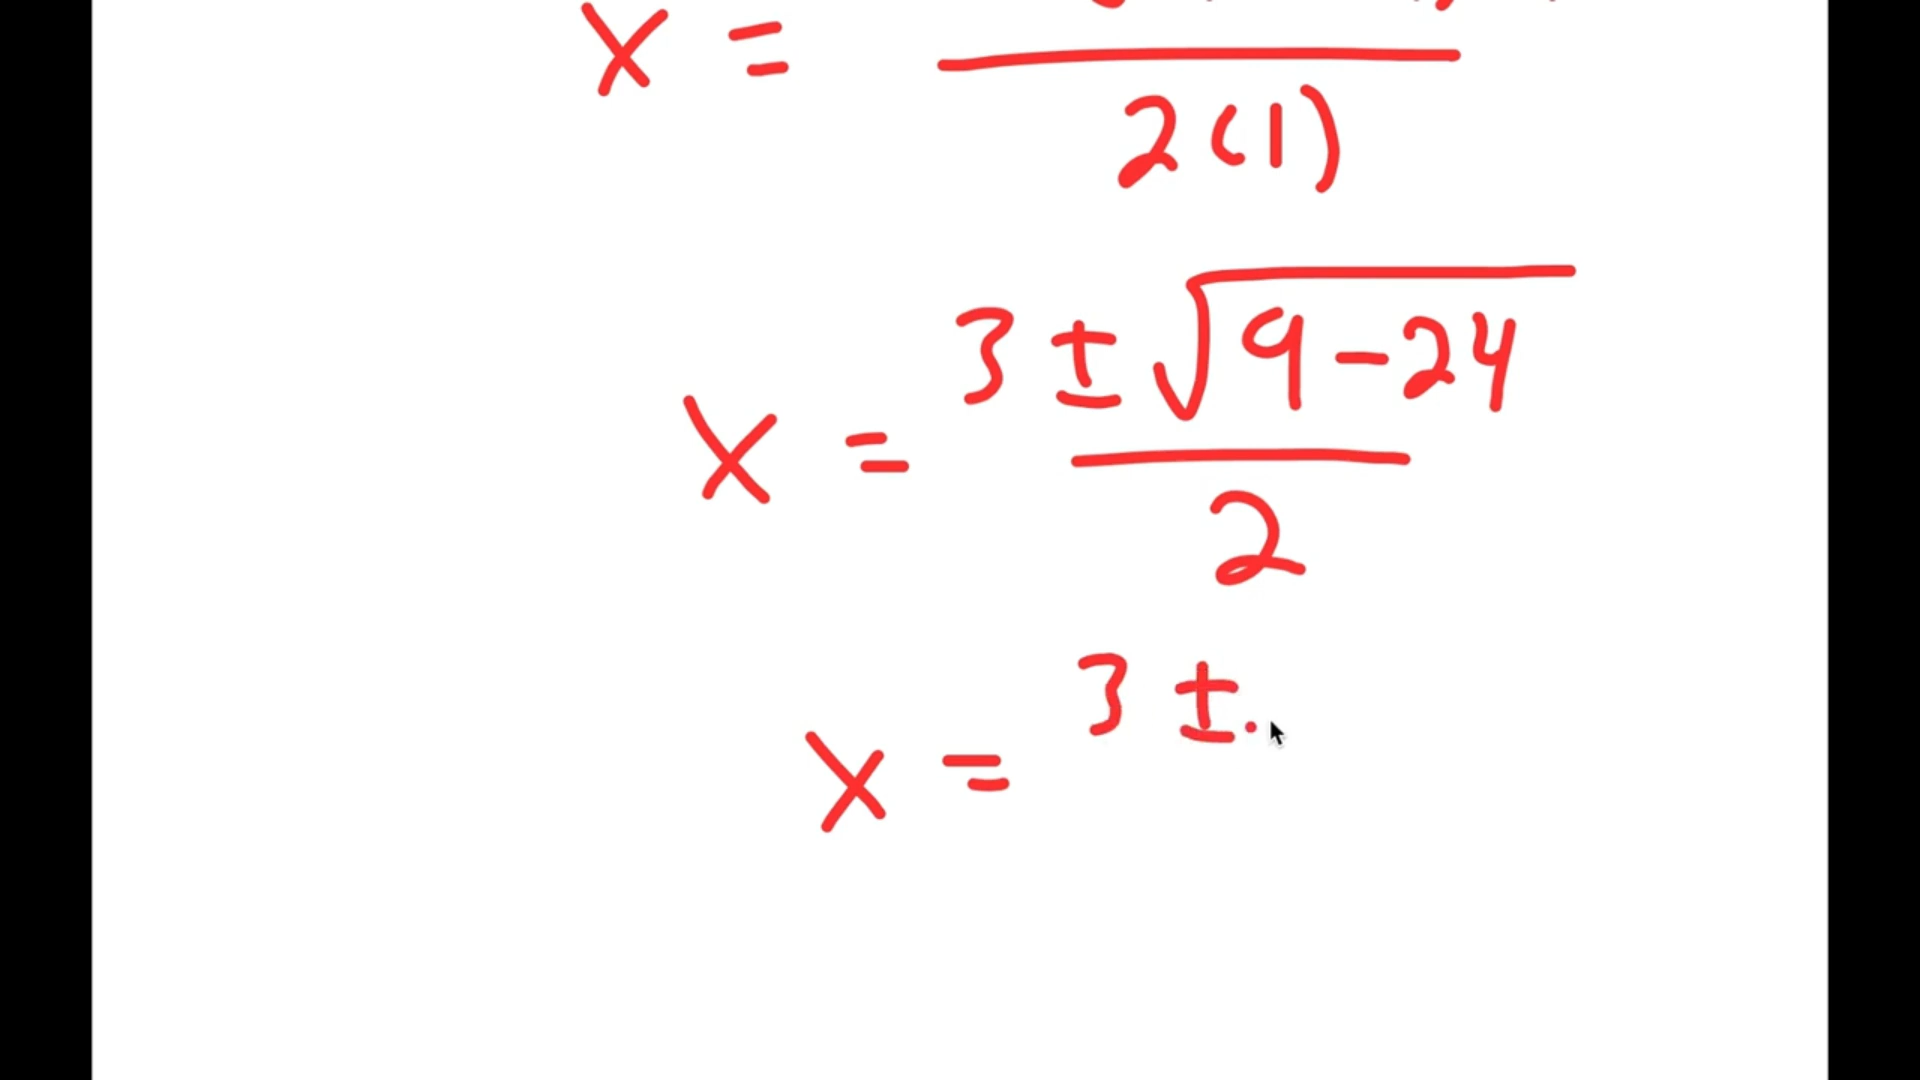 x =
2(1)
x = 3 ± √9-24
2
x = 3 ± .